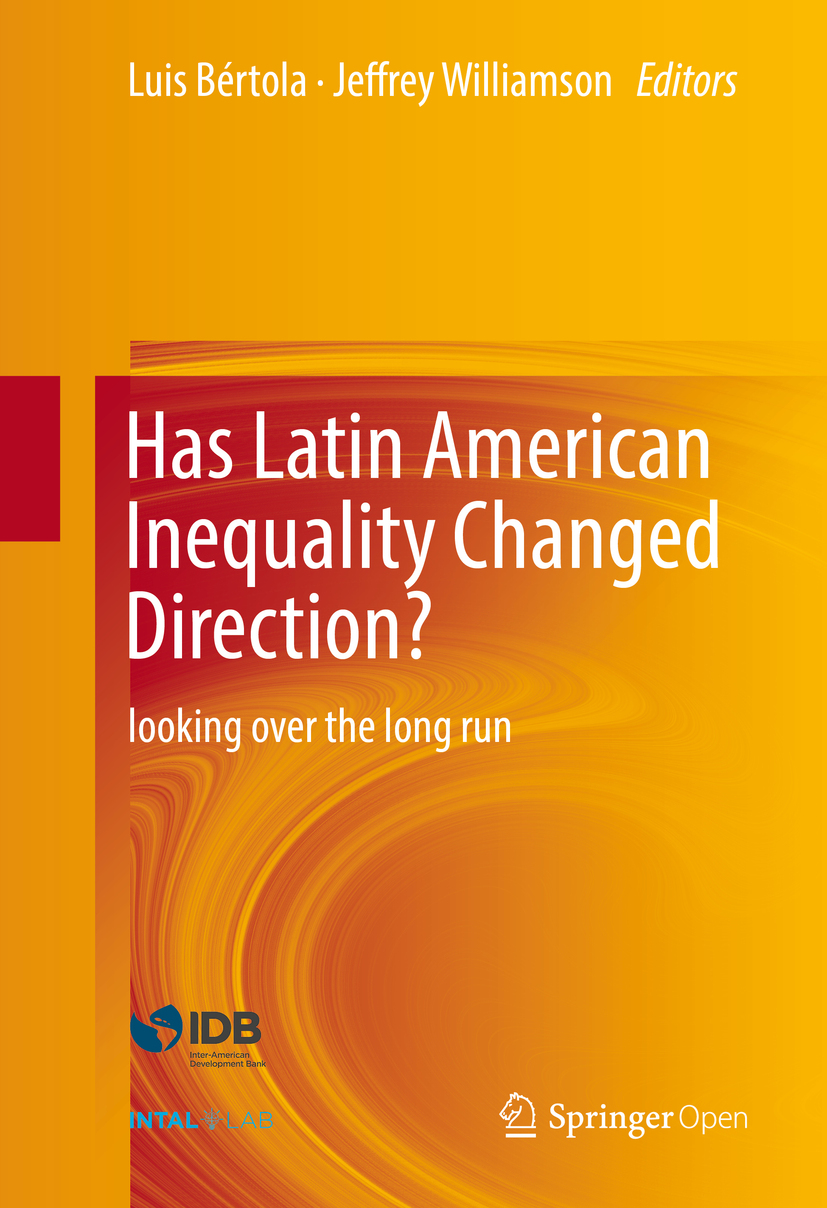 Luis Bértola · Jeffrey Williamson Editors
Has Latin American
Inequality Changed
Direction?
looking over the long run
IDB
Inter-American
Development Bank
INTAL LAB
Springer Open